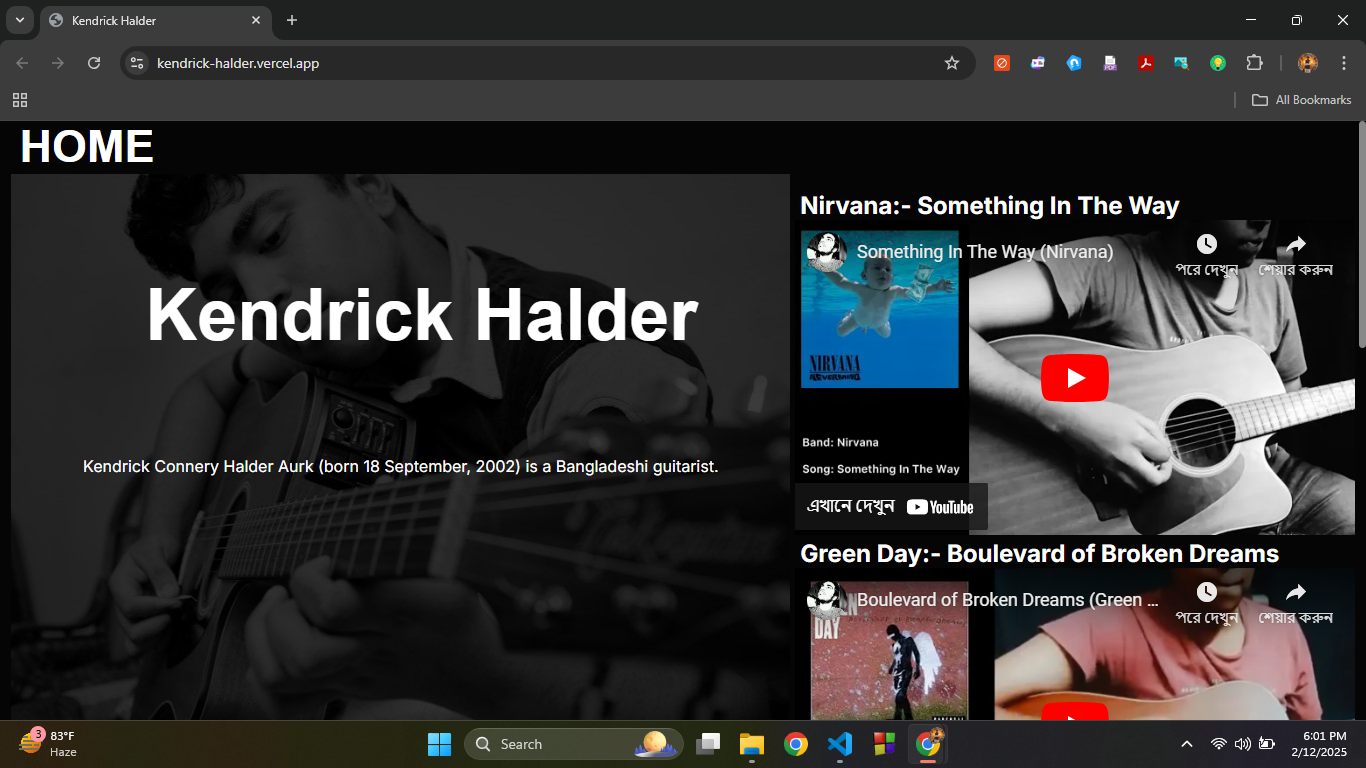 Kendrick Halder
kendrick-halder.vercel.app
All Bookmarks
HOME
Kendrick Halder
Kendrick Connery Halder Aurk (born 18 September, 2002) is a Bangladeshi guitarist.
Nirvana:- Something In The Way
Something In The Way (Nirvana)
পরে দেখুন
শেয়ার করুন
NIRVANA
NEVERMIND
Band: Nirvana
Song: Something In The Way
এখানে দেখুন YouTube
Green Day:- Boulevard of Broken Dreams
Boulevard of Broken Dreams (Green ...
পরে দেখুন
শেয়ার করুন
DAY
3
83°F
Haze
Search
6:01 PM
2/12/2025